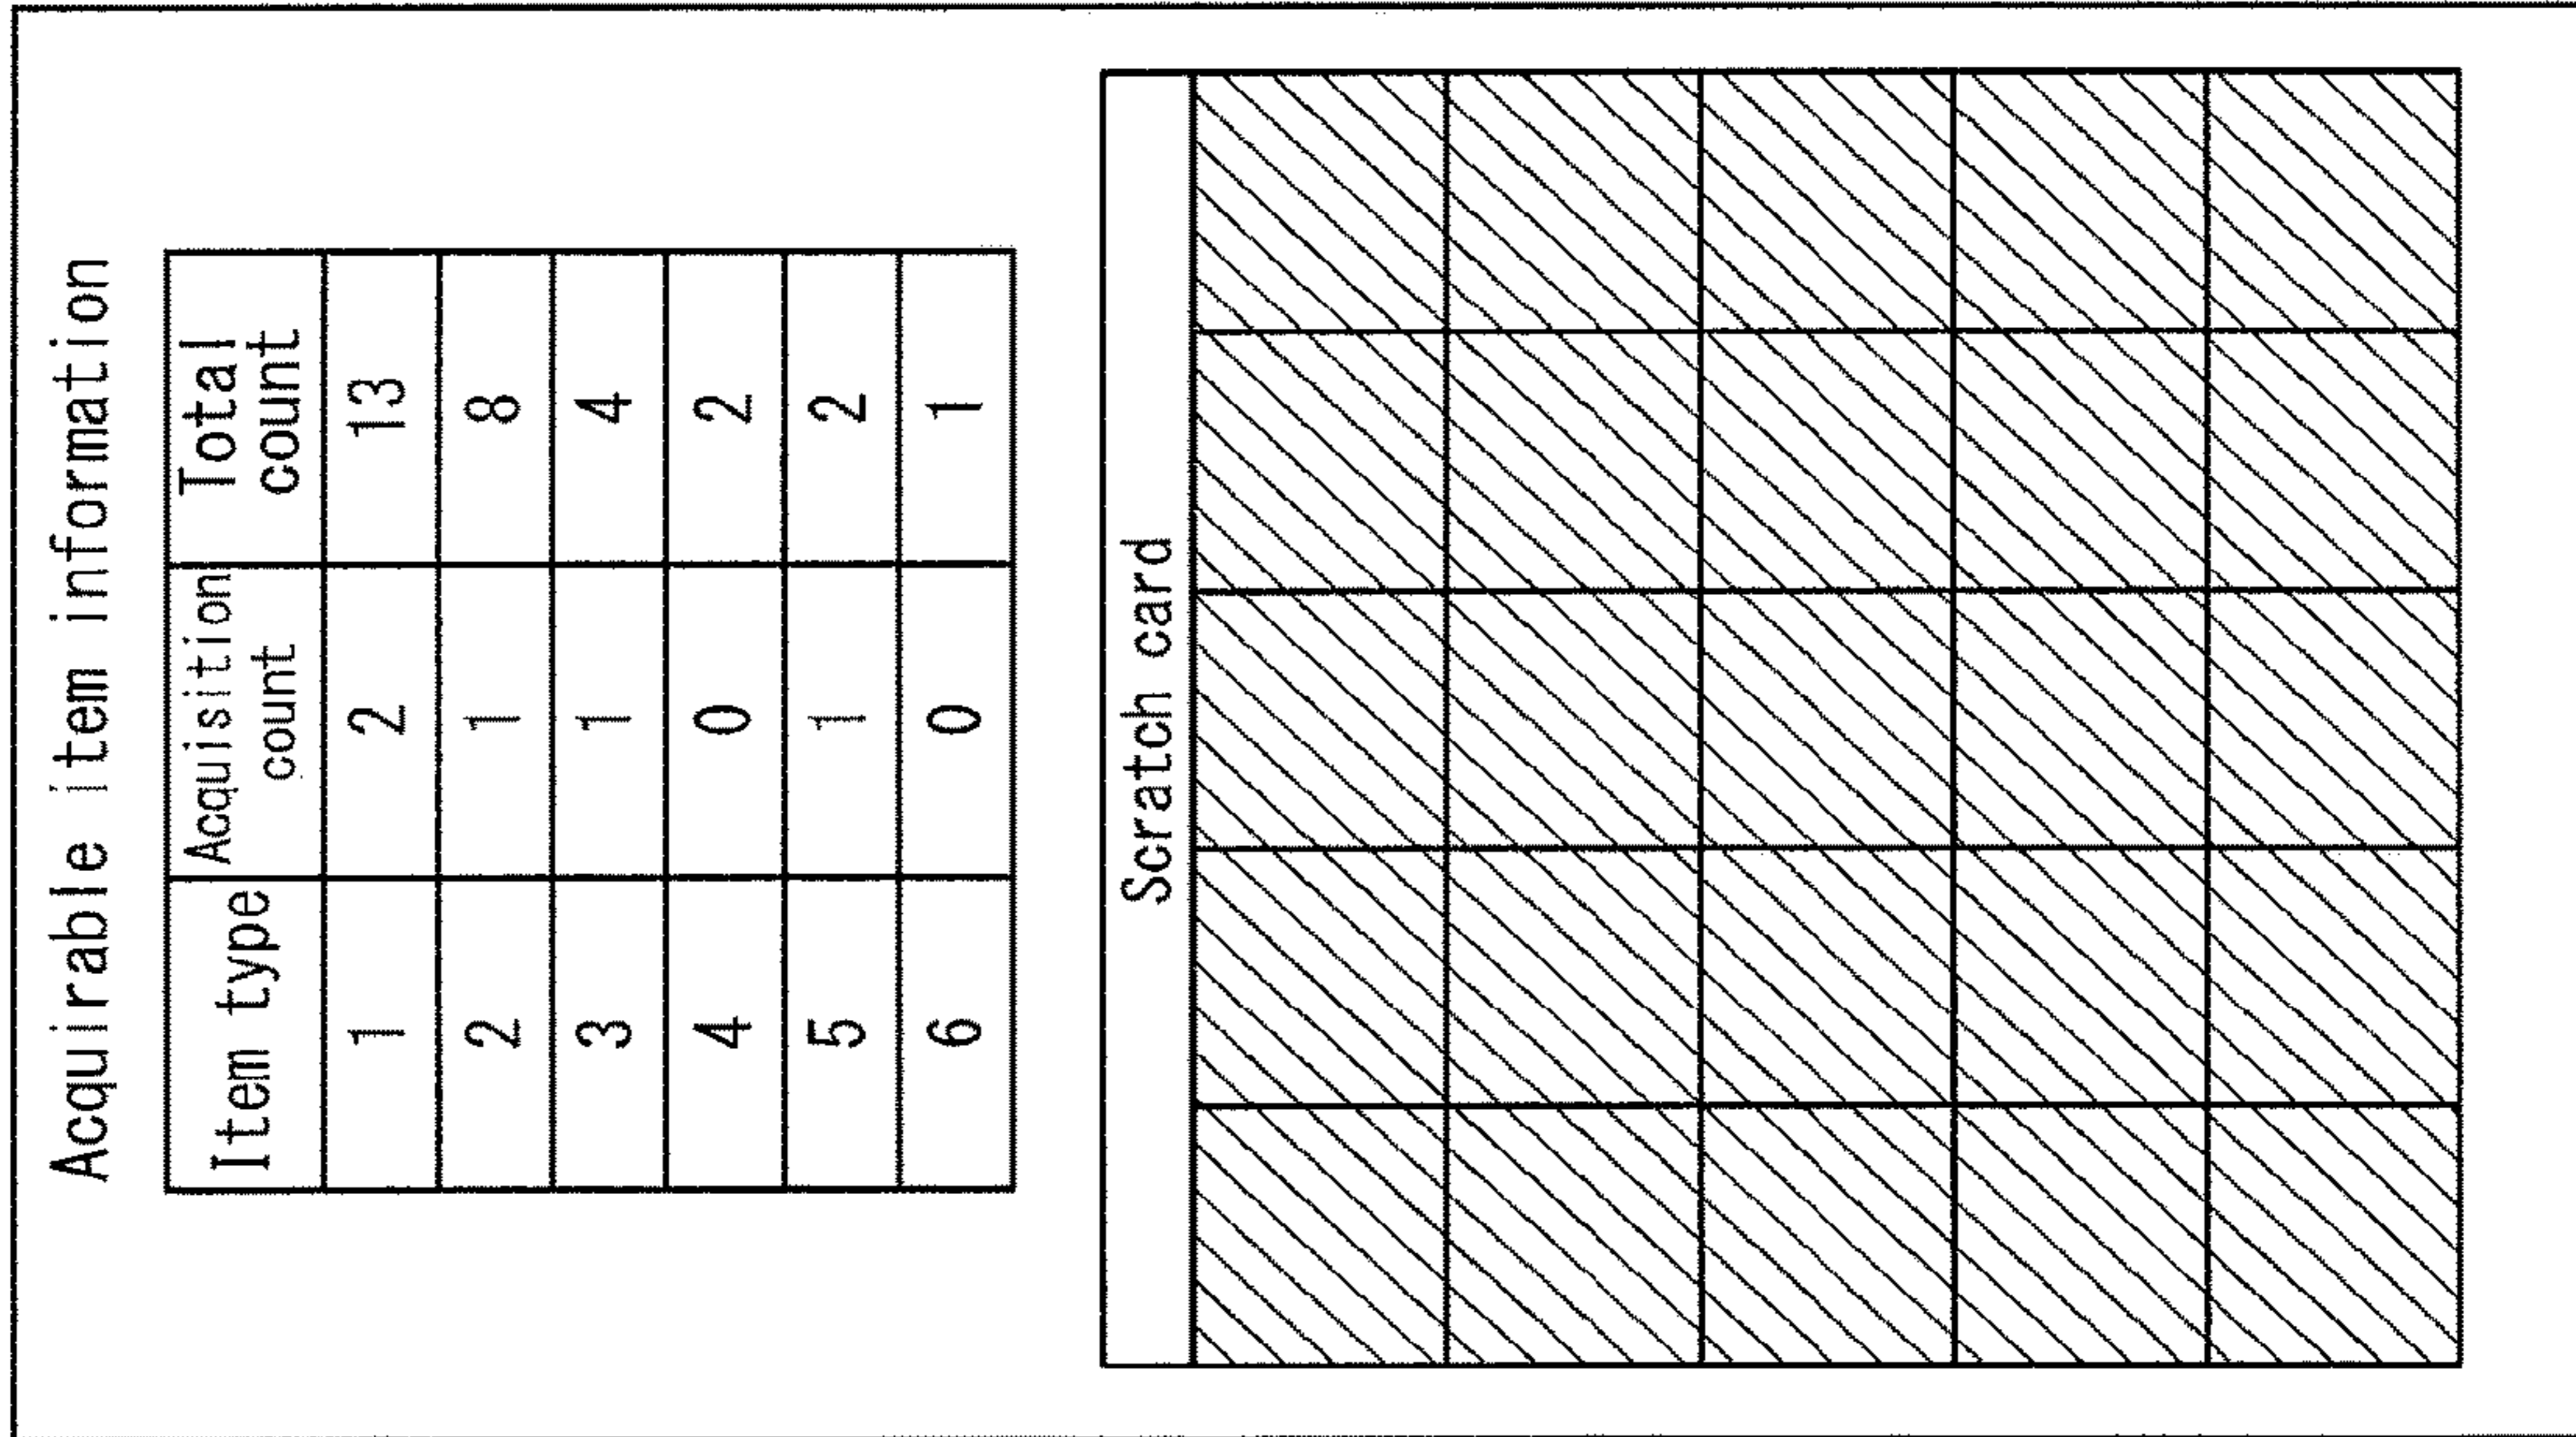 Acquirable item information
Item type Acquisition count Total count
1 2 13
2 1 8
3 1 4
4 0 2
5 1 2
6 0 1
Scratch card